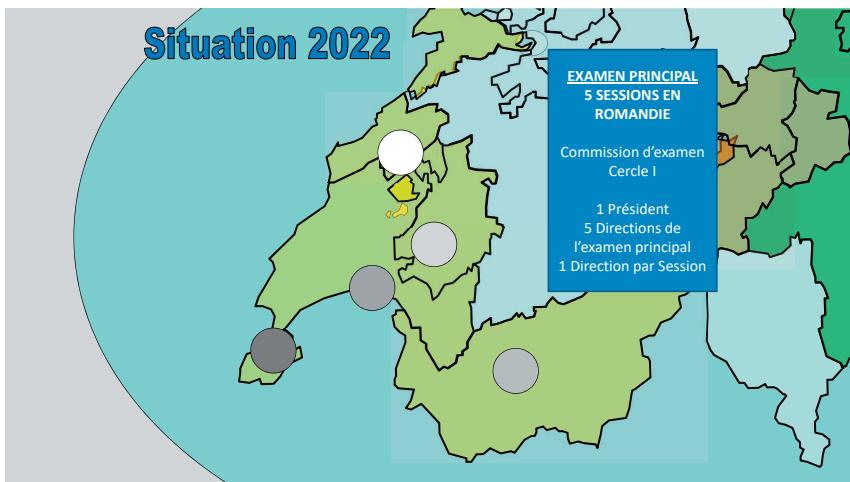 Situation 2022
EXAMEN PRINCIPAL
5 SESSIONS EN
ROMANDIE
Commission d'examen
Cercle I
1 Président
5 Directions de
l'examen principal
1 Direction par Session